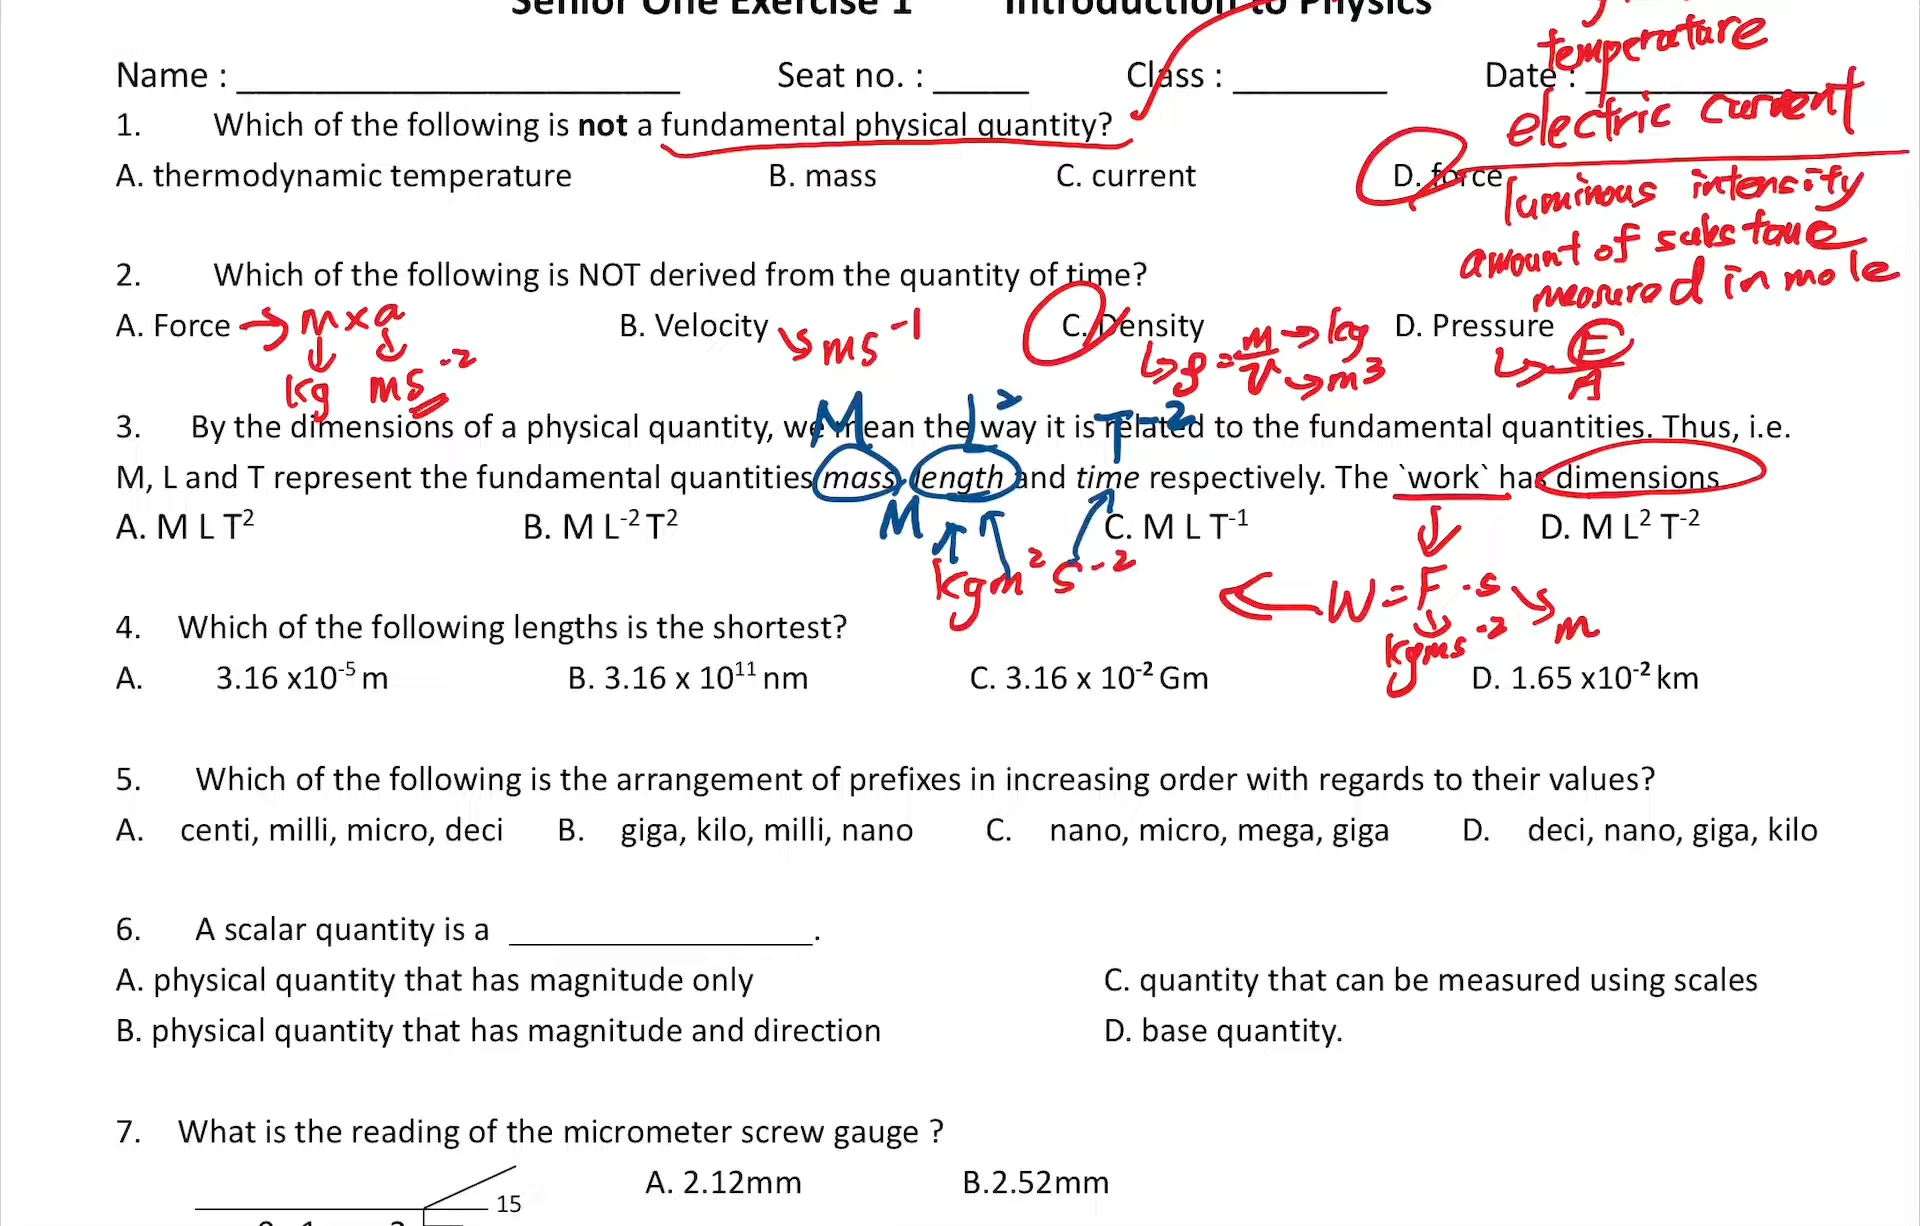 Senior One Exercise 1 Introduction to Physics
temperature
Name : ______________ Seat no. : _____ Class : ________ Date : ________
electric current
1. Which of the following is not a fundamental physical quantity?
A. thermodynamic temperature B. mass C. current D. force
luminous intensity
amount of substance
measured in mole
2. Which of the following is NOT derived from the quantity of time?
A. Force → m x a B. Velocity ↘ ms⁻¹ C. Density D. Pressure
kg ms⁻²
ρ = m/V → kg → m3
F/A
M L² T⁻²
3. By the dimensions of a physical quantity, we mean the way it is related to the fundamental quantities. Thus, i.e.
M, L and T represent the fundamental quantities mass, length and time respectively. The `work` has dimensions
A. M L T² B. M L⁻² T² M C. M L T⁻¹ D. M L² T⁻²
kgm²s⁻² ← W = F . s ↘ m
kgms⁻²
4. Which of the following lengths is the shortest?
A. 3.16 x10⁻⁵ m B. 3.16 x 10¹¹ nm C. 3.16 x 10⁻² Gm D. 1.65 x10⁻² km
5. Which of the following is the arrangement of prefixes in increasing order with regards to their values?
A. centi, milli, micro, deci B. giga, kilo, milli, nano C. nano, micro, mega, giga D. deci, nano, giga, kilo
6. A scalar quantity is a ______________.
A. physical quantity that has magnitude only C. quantity that can be measured using scales
B. physical quantity that has magnitude and direction D. base quantity.
7. What is the reading of the micrometer screw gauge ?
A. 2.12mm B.2.52mm
15